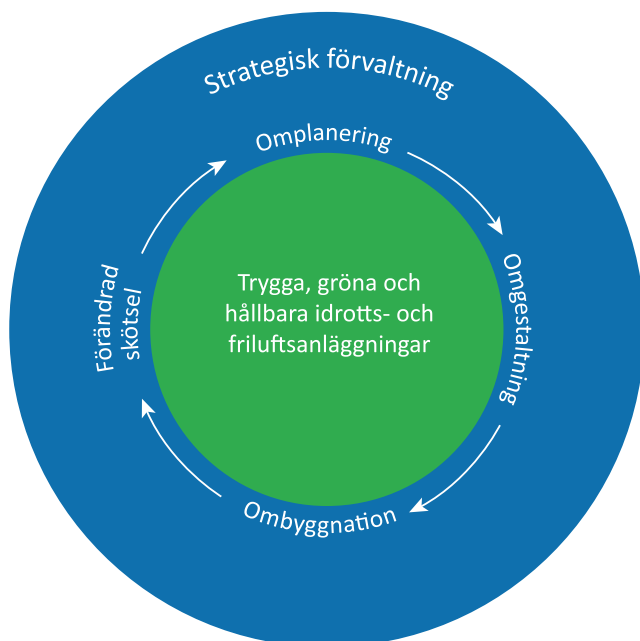 Strategisk förvaltning
Omplanering
Omgestaltning
Ombyggnation
Förändrad
skötsel
Trygga, gröna och
hållbara idrotts- och
friluftsanläggningar